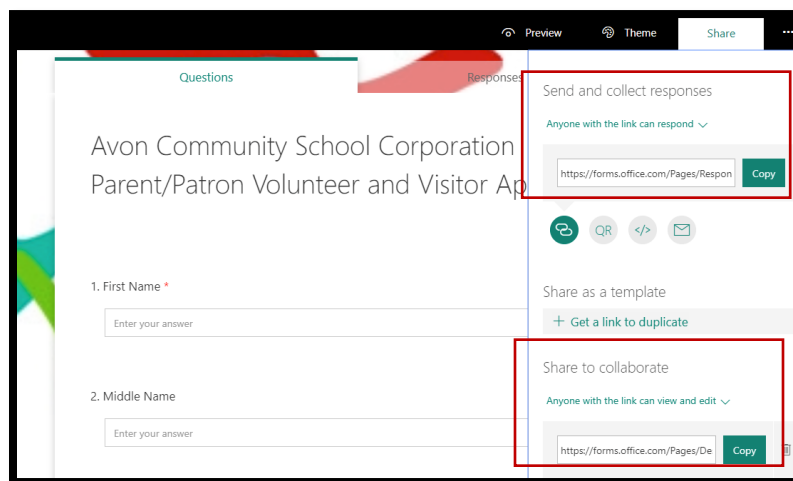 Preview
Theme
Share
...
Questions
Responses
Send and collect responses
Anyone with the link can respond
Avon Community School Corporation
Parent/Patron Volunteer and Visitor Ap
https://forms.office.com/Pages/Respon
Copy
QR
</>
1. First Name *
Enter your answer
Share as a template
+ Get a link to duplicate
Share to collaborate
2. Middle Name
Anyone with the link can view and edit
Enter your answer
https://forms.office.com/Pages/De
Copy